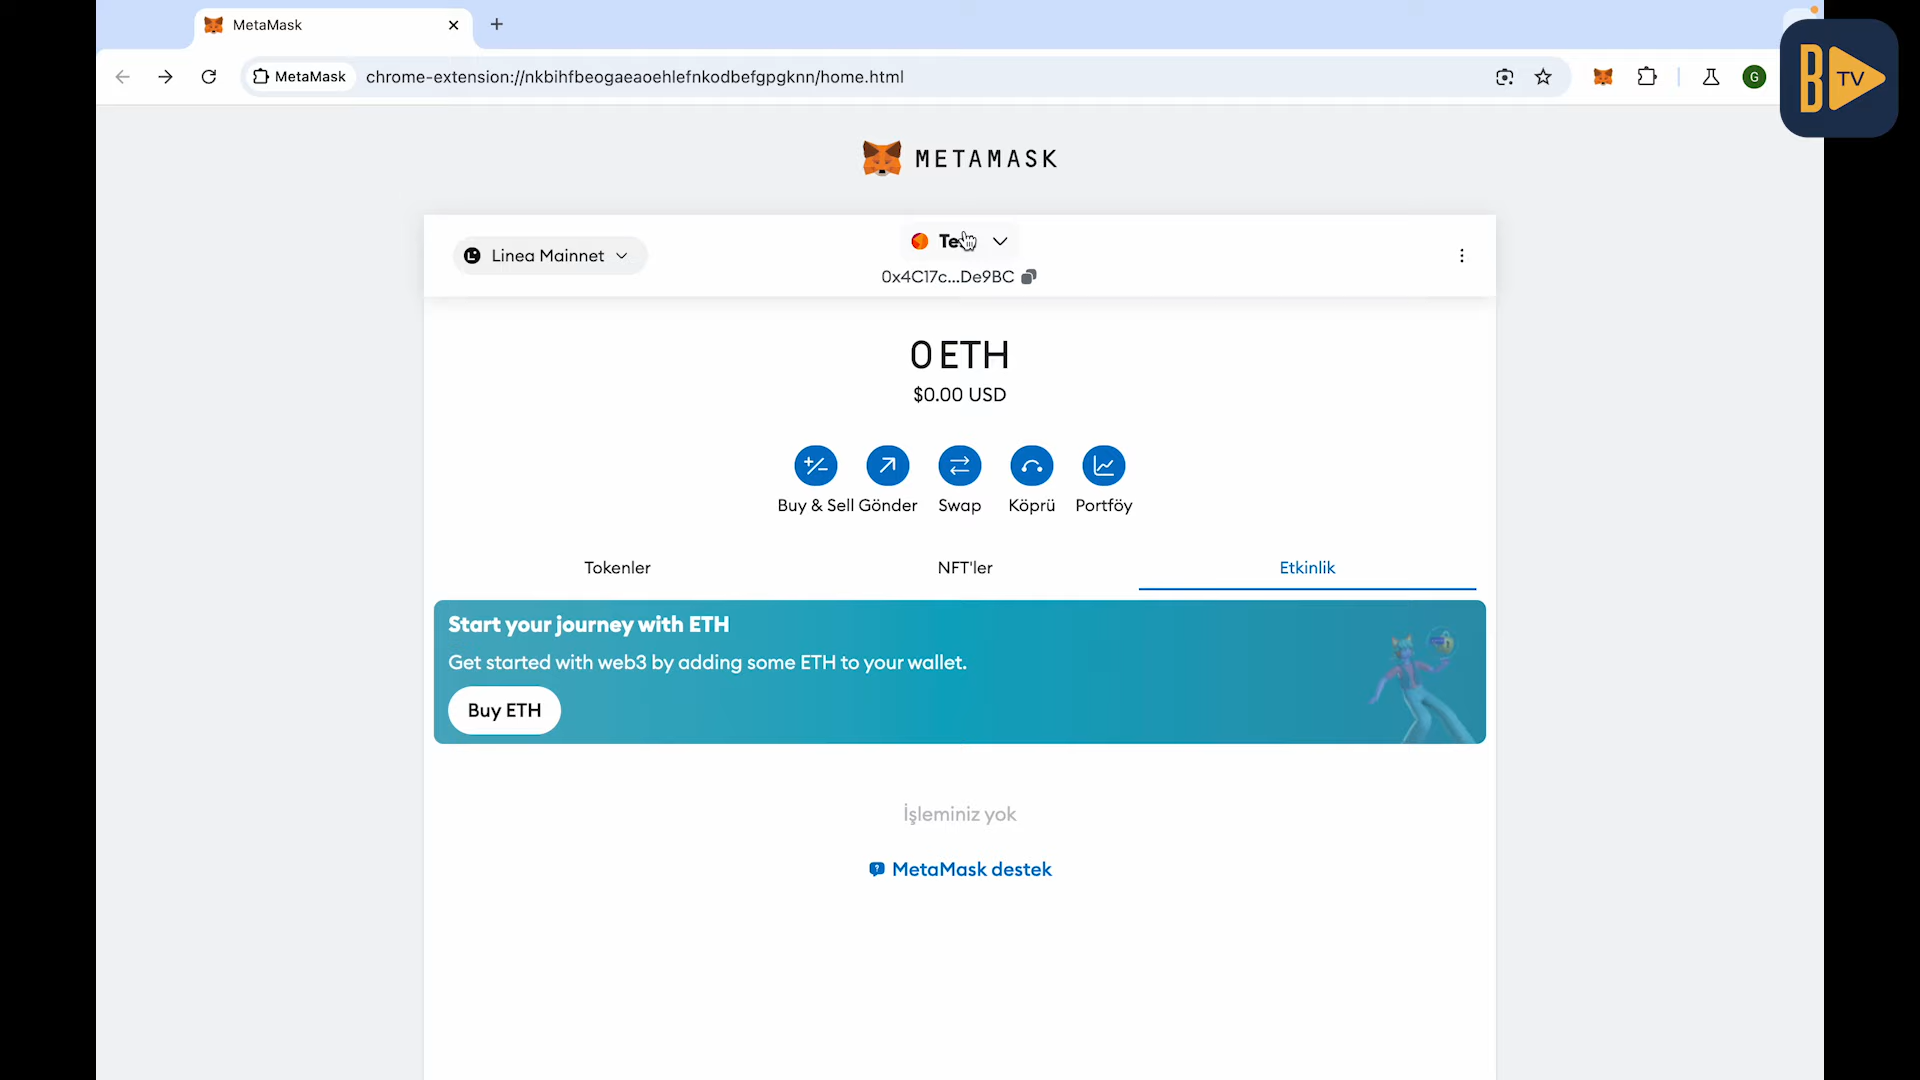 MetaMask
MetaMask
chrome-extension://nkbihfbeogaeaoehlefnkodbefgpgknn/home.html
G
B TV
METAMASK
Linea Mainnet
0x4C17c...De9BC
0 ETH
$0.00 USD
Buy & Sell Gönder Swap Köprü Portföy
Tokenler NFT'ler Etkinlik
Start your journey with ETH
Get started with web3 by adding some ETH to your wallet.
Buy ETH
İşleminiz yok
MetaMask destek